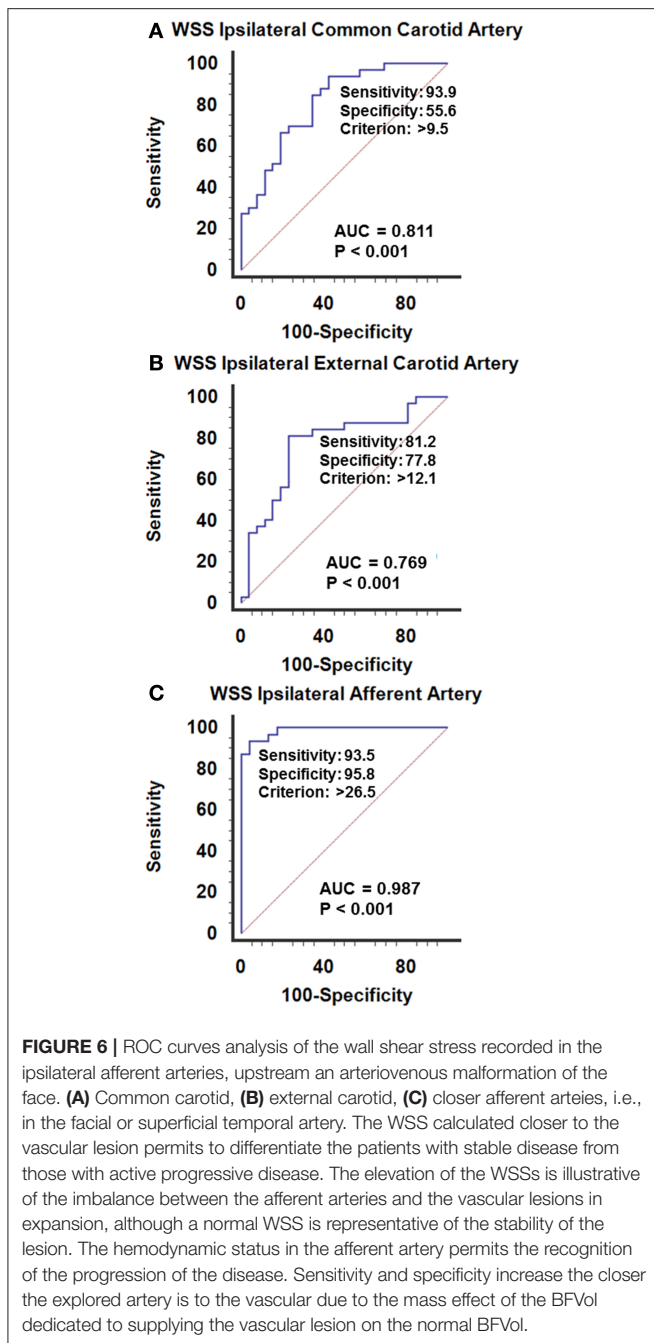 A WSS Ipsilateral Common Carotid Artery
100
80
60
40
20
0
Sensitivity
Sensitivity: 93.9
Specificity: 55.6
Criterion: >9.5
AUC = 0.811
P < 0.001
0 40 80
100-Specificity
B WSS Ipsilateral External Carotid Artery
100
80
60
40
20
0
Sensitivity
Sensitivity: 81.2
Specificity: 77.8
Criterion: >12.1
AUC = 0.769
P < 0.001
0 40 80
100-Specificity
C WSS Ipsilateral Afferent Artery
100
80
60
40
20
0
Sensitivity
Sensitivity: 93.5
Specificity: 95.8
Criterion: >26.5
AUC = 0.987
P < 0.001
0 40 80
100-Specificity
FIGURE 6 | ROC curves analysis of the wall shear stress recorded in the
ipsilateral afferent arteries, upstream an arteriovenous malformation of the
face. (A) Common carotid, (B) external carotid, (C) closer afferent arteies, i.e.,
in the facial or superficial temporal artery. The WSS calculated closer to the
vascular lesion permits to differentiate the patients with stable disease from
those with active progressive disease. The elevation of the WSSs is illustrative
of the imbalance between the afferent arteries and the vascular lesions in
expansion, although a normal WSS is representative of the stability of the
lesion. The hemodynamic status in the afferent artery permits the recognition
of the progression of the disease. Sensitivity and specificity increase the closer
the explored artery is to the vascular due to the mass effect of the BFVol
dedicated to supplying the vascular lesion on the normal BFVol.